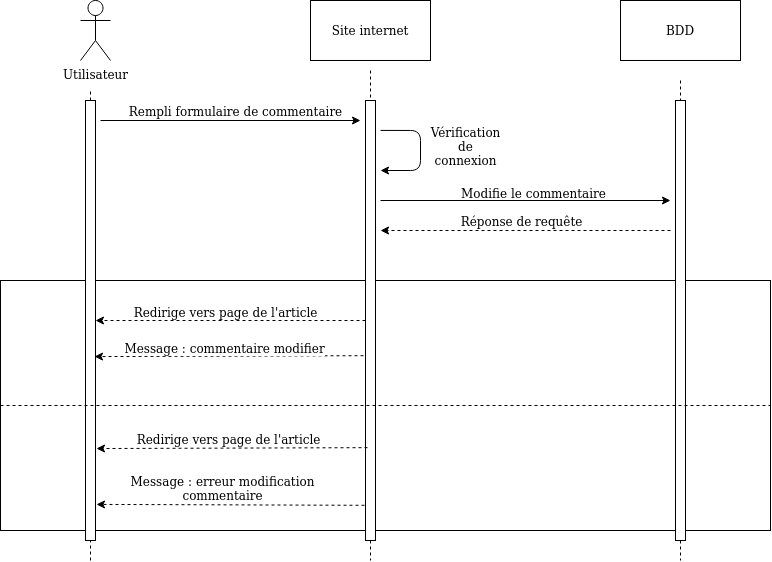 Site internet
BDD
Utilisateur
Rempli formulaire de commentaire
Vérification
de
connexion
Modifie le commentaire
Réponse de requête
Redirige vers page de l'article
Message : commentaire modifier
Redirige vers page de l'article
Message : erreur modification
commentaire